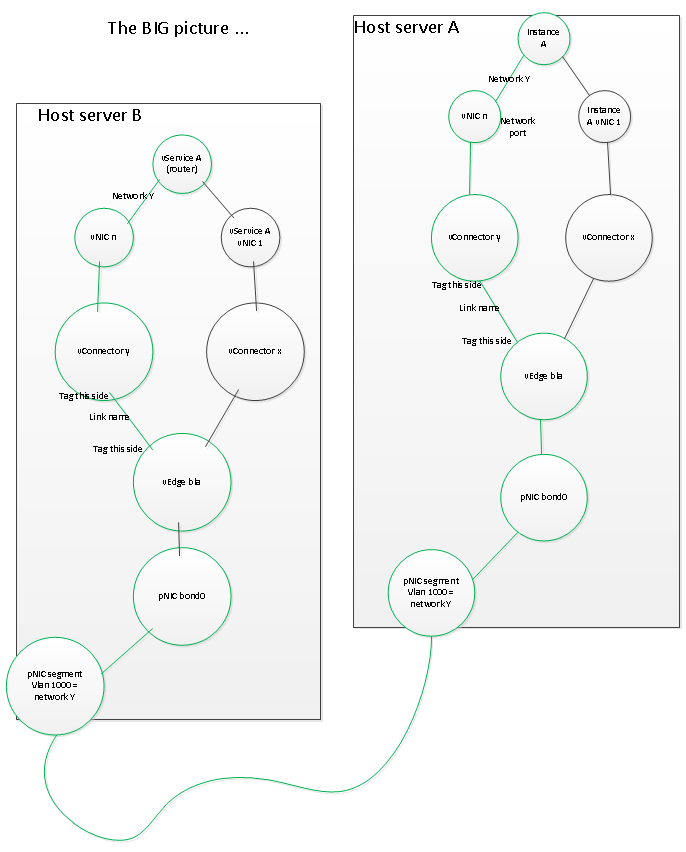 The BIG picture ...
Host server A
Instance
A
Network Y
vNIC n
Network
port
Instance
A vNIC 1
vConnector y
vConnector x
Tag this side
Link name
Tag this side
vEdge bla
pNIC bond0
pNIC segment
Vlan 1000 =
network Y
Host server B
vService A
(router)
Network Y
vNIC n
vService A
vNIC 1
vConnector y
vConnector x
Tag this side
Link name
Tag this side
vEdge bla
pNIC bond0
pNIC segment
Vlan 1000 =
network Y